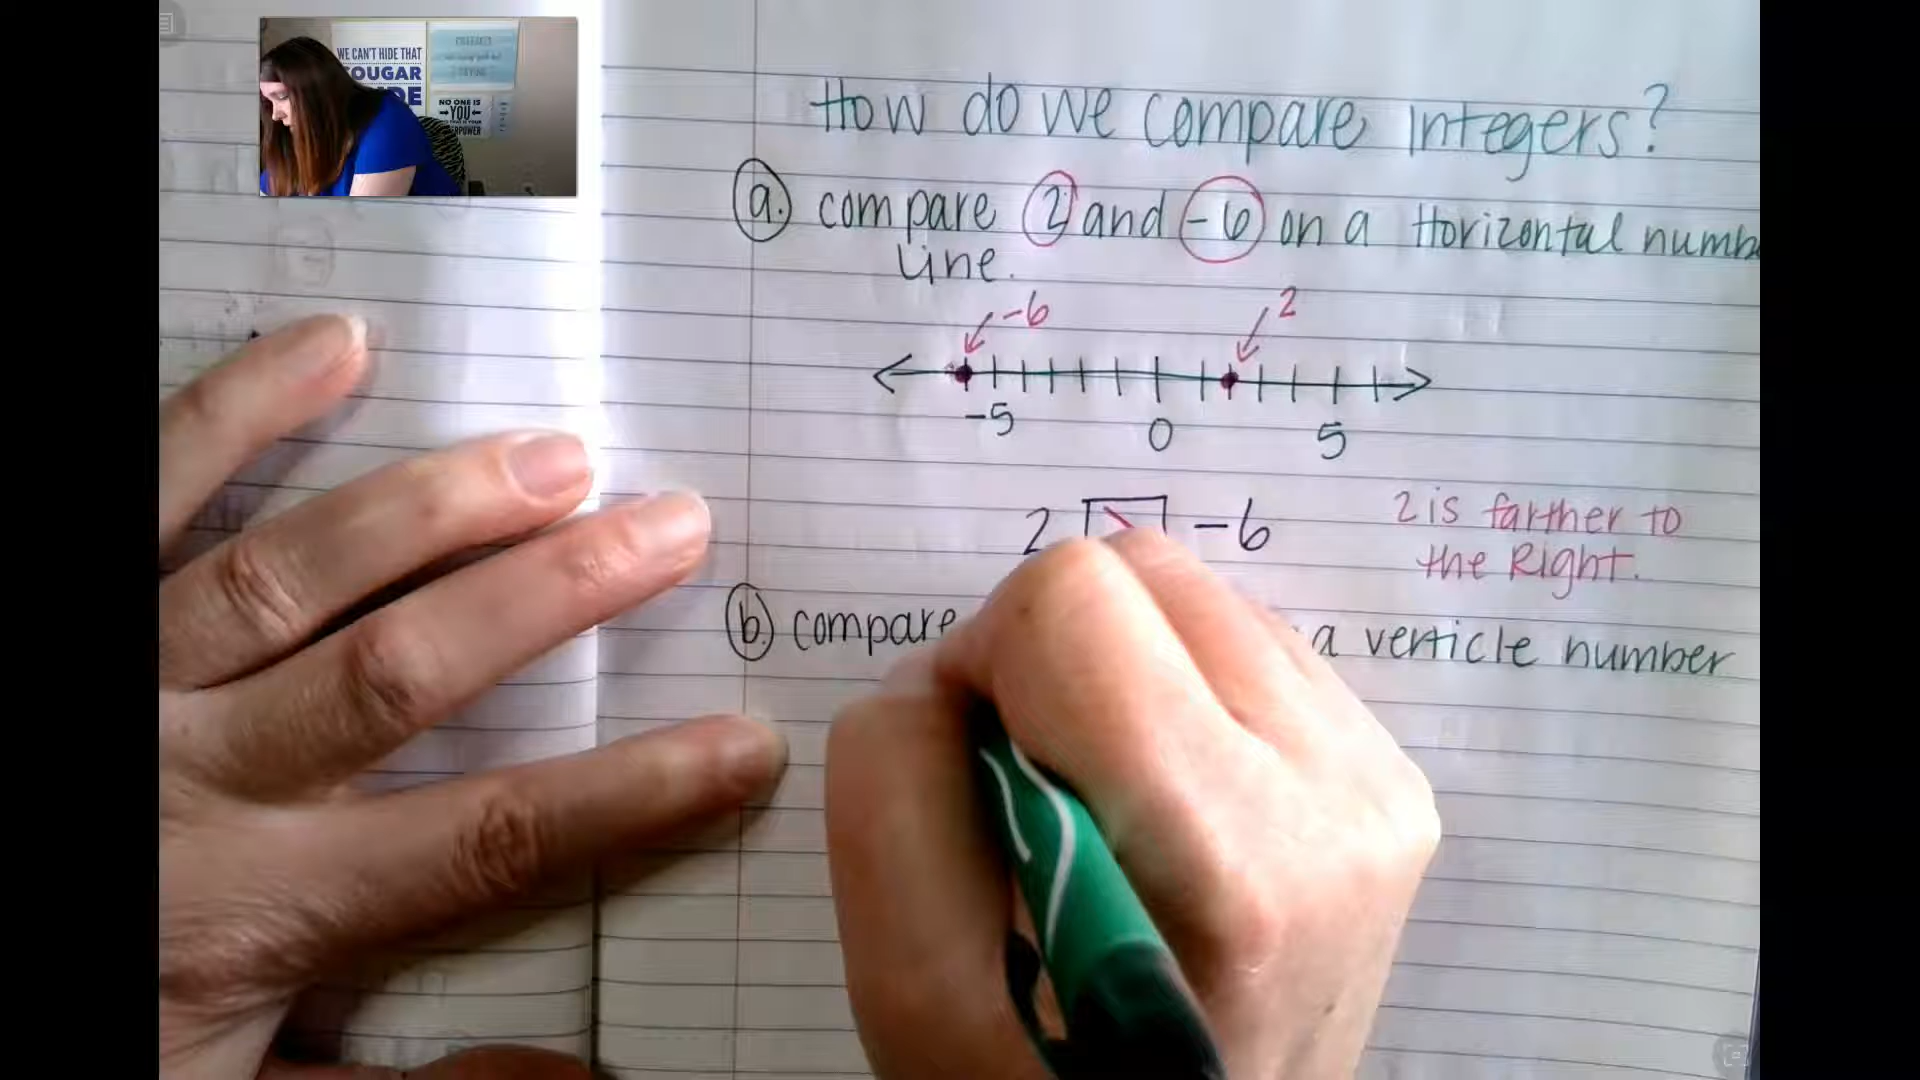 WE CAN'T HIDE THAT
OUGAR
DE
NO ONE IS
YOU
How do we compare integers?
a. compare 2 and -6 on a Horizontal numb
line.
-6 2
-5 0 5
2 > -6
2 is farther to
the Right.
b. compare a verticle number